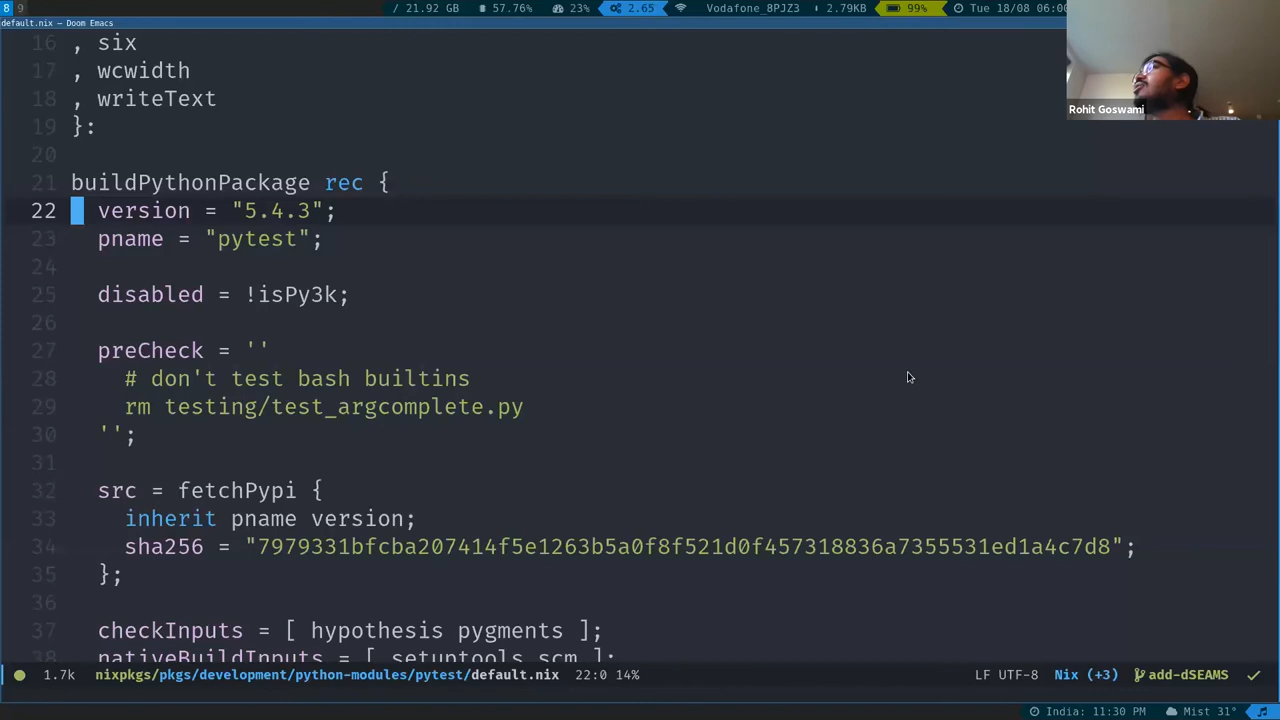 8 9 / 21.92 GB 57.76% 23% 2.65 Vodafone_8PJZ3 2.79KB 99% Tue 18/08 06:00
default.nix — Doom Emacs
Rohit Goswami
16 , six
17 , wcwidth
18 , writeText
19 }:
20
21 buildPythonPackage rec {
22 version = "5.4.3";
23 pname = "pytest";
24
25 disabled = !isPy3k;
26
27 preCheck = ''
28 # don't test bash builtins
29 rm testing/test_argcomplete.py
30 '';
31
32 src = fetchPypi {
33 inherit pname version;
34 sha256 = "7979331bfcba207414f5e1263b5a0f8f521d0f457318836a7355531ed1a4c7d8";
35 };
36
37 checkInputs = [ hypothesis pygments ];
38 nativeBuildInputs = [ setuptools_scm ];
1.7k nixpkgs/pkgs/development/python-modules/pytest/default.nix 22:0 14% LF UTF-8 Nix (+3) add-dSEAMS
India: 11:30 PM Mist 31°